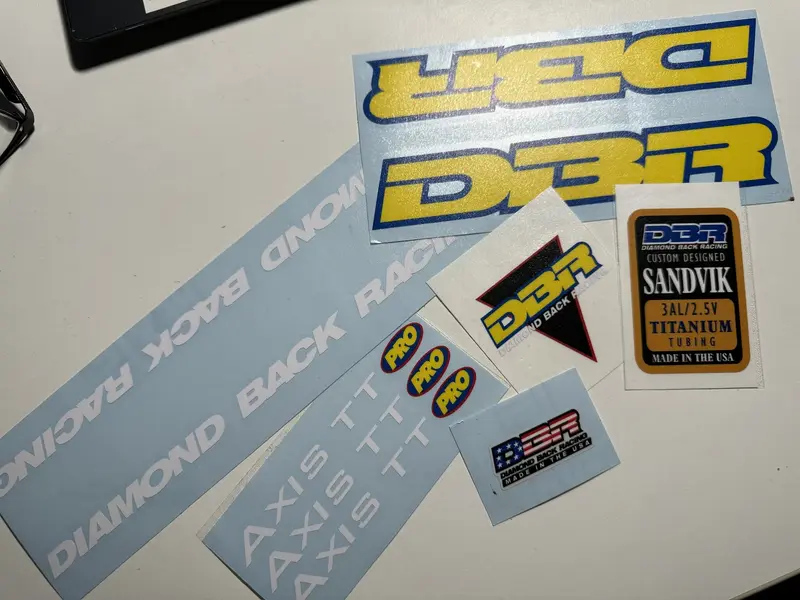 DBR
DBR
DIAMOND BACK RACING
DIAMOND BACK RACING
DBR
DIAMOND BACK RACING
DBR
DIAMOND BACK RACING
CUSTOM DESIGNED
SANDVIK
3AL/2.5V
TITANIUM
TUBING
MADE IN THE USA
PRO
PRO
PRO
AXIS TT
AXIS TT
AXIS TT
DBR
DIAMOND BACK RACING
MADE IN THE USA